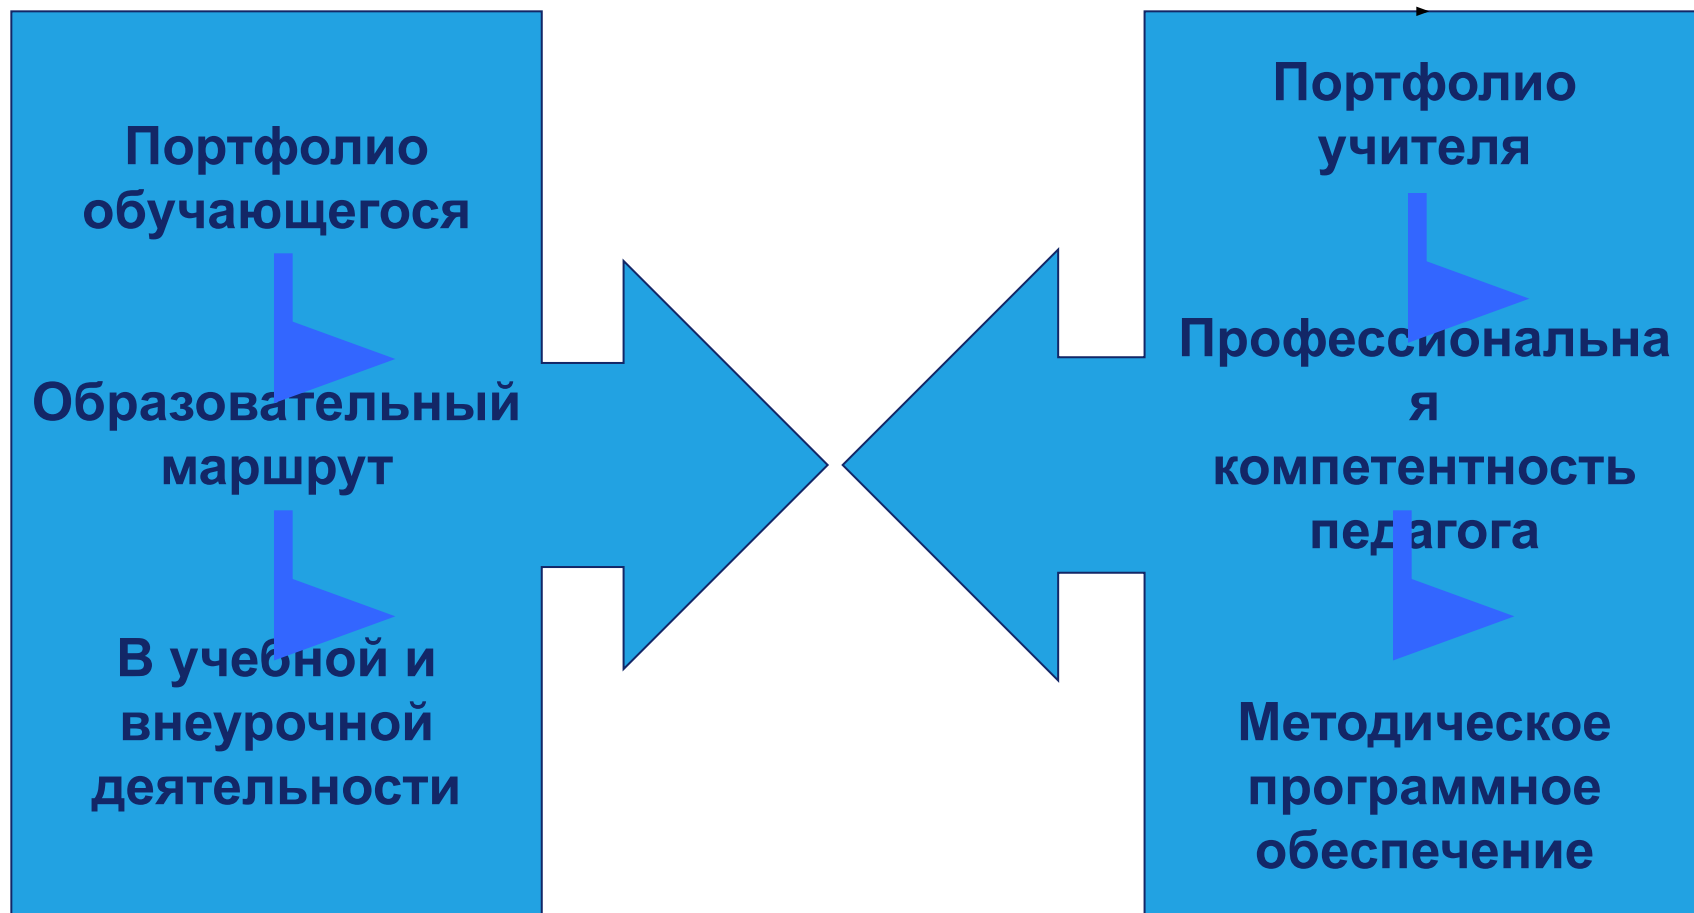 Портфолио
обучающегося
Образовательный
маршрут
В учебной и
внеурочной
деятельности
Портфолио
учителя
Профессиональна
я
компетентность
педагога
Методическое
программное
обеспечение